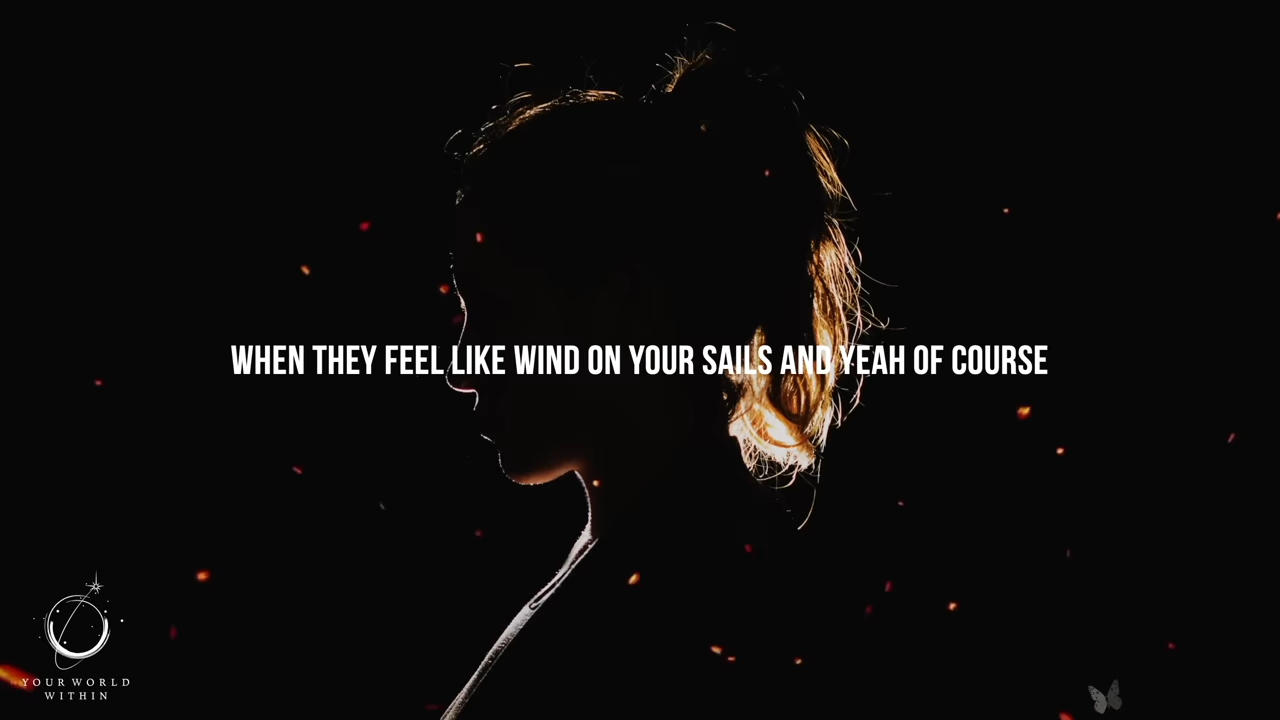 WHEN THEY FEEL LIKE WIND ON YOUR SAILS AND YEAH OF COURSE
YOUR WORLD
WITHIN